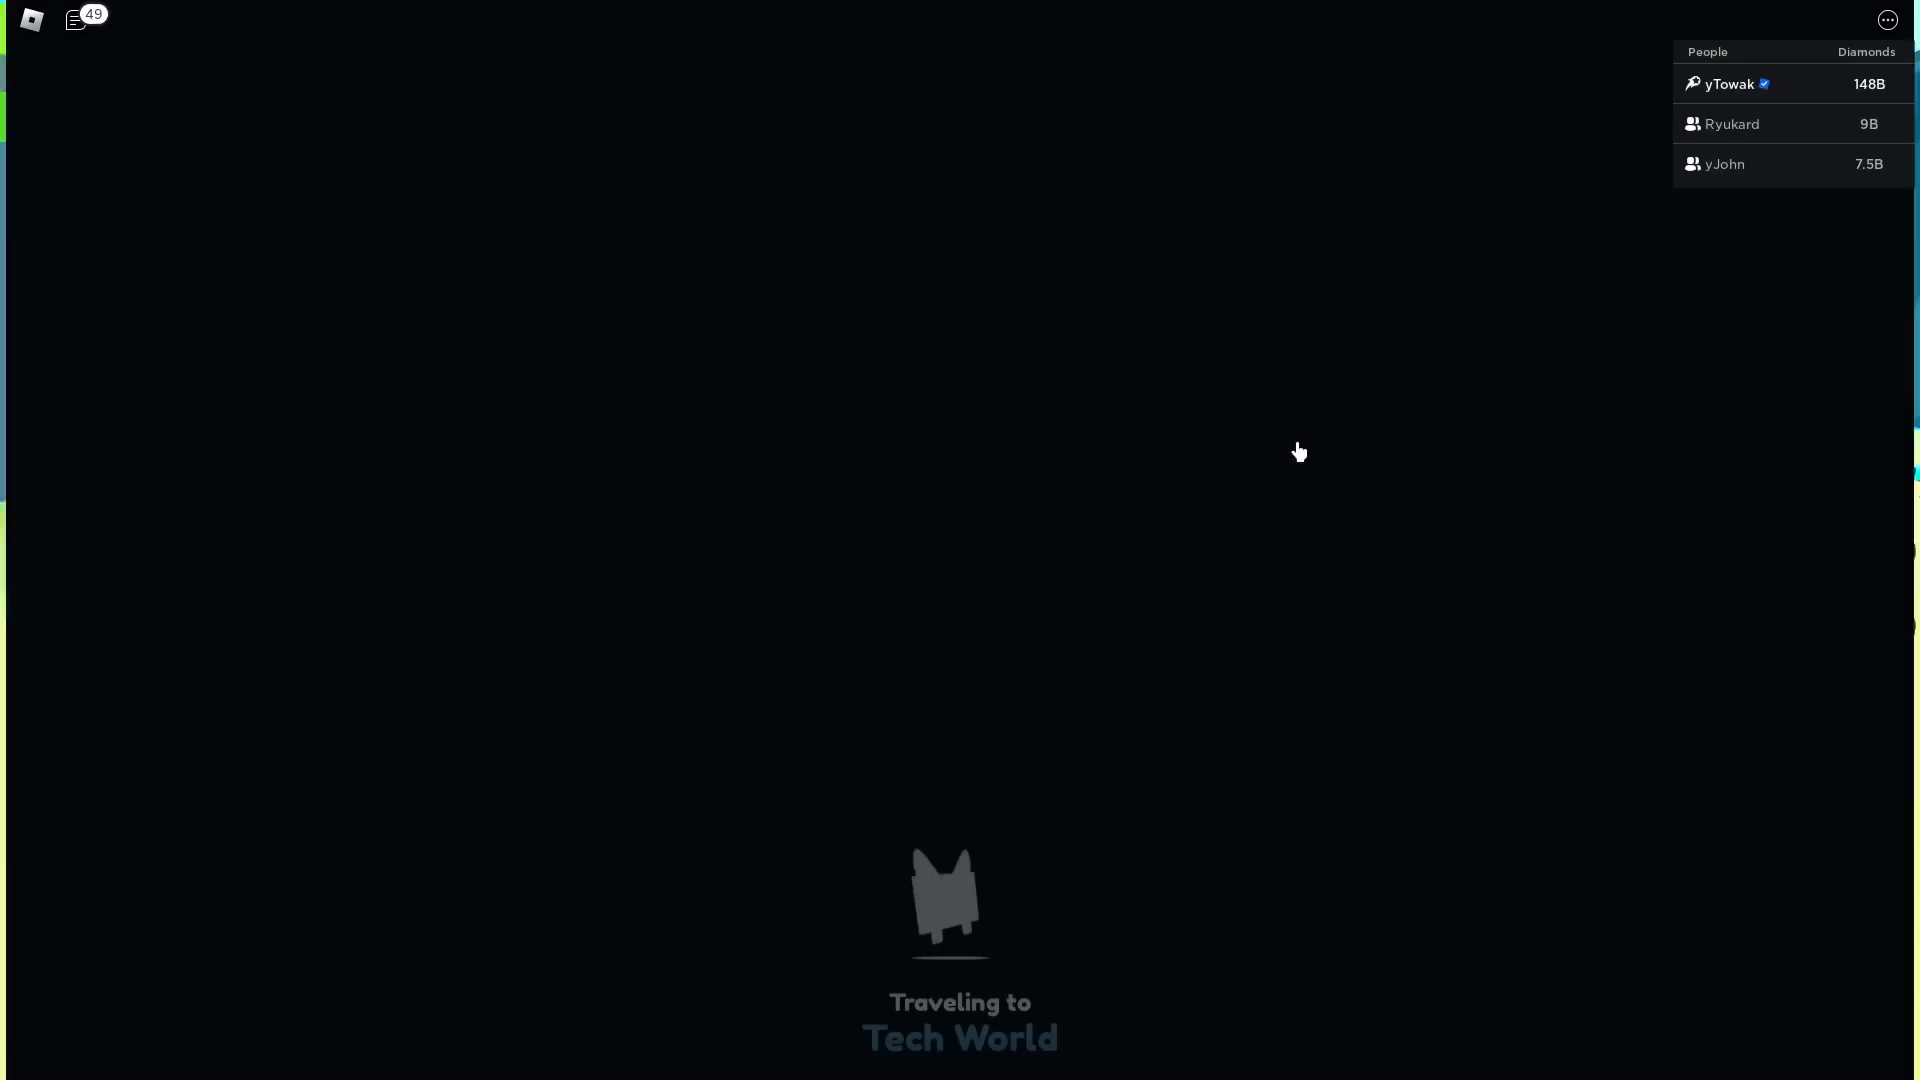 49
People Diamonds
yTowak 148B
Ryukard 9B
yJohn 7.5B
Traveling to
Tech World